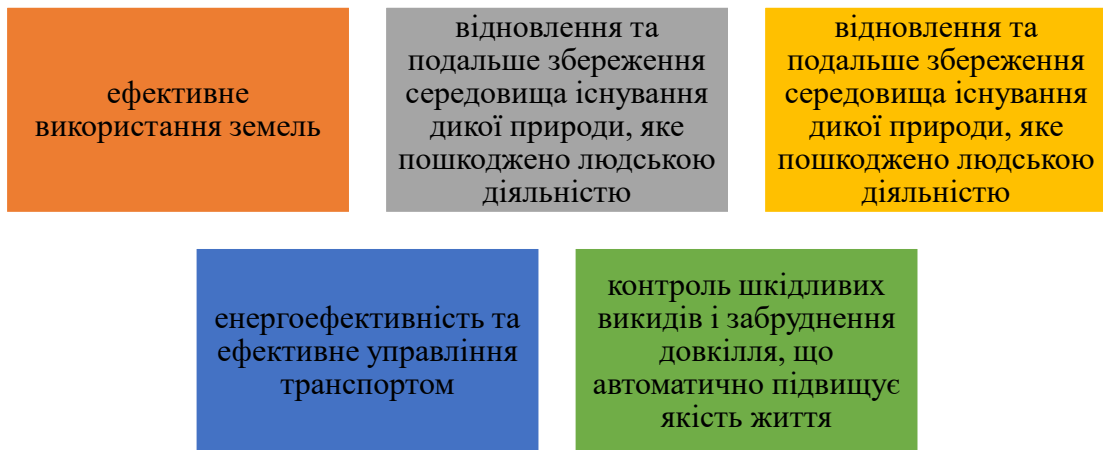 ефективне
використання земель
відновлення та
подальше збереження
середовища існування
дикої природи, яке
пошкоджено людською
діяльністю
відновлення та
подальше збереження
середовища існування
дикої природи, яке
пошкоджено людською
діяльністю
енергоефективність та
ефективне управління
транспортом
контроль шкідливих
викидів і забруднення
довкілля, що
автоматично підвищує
якість життя